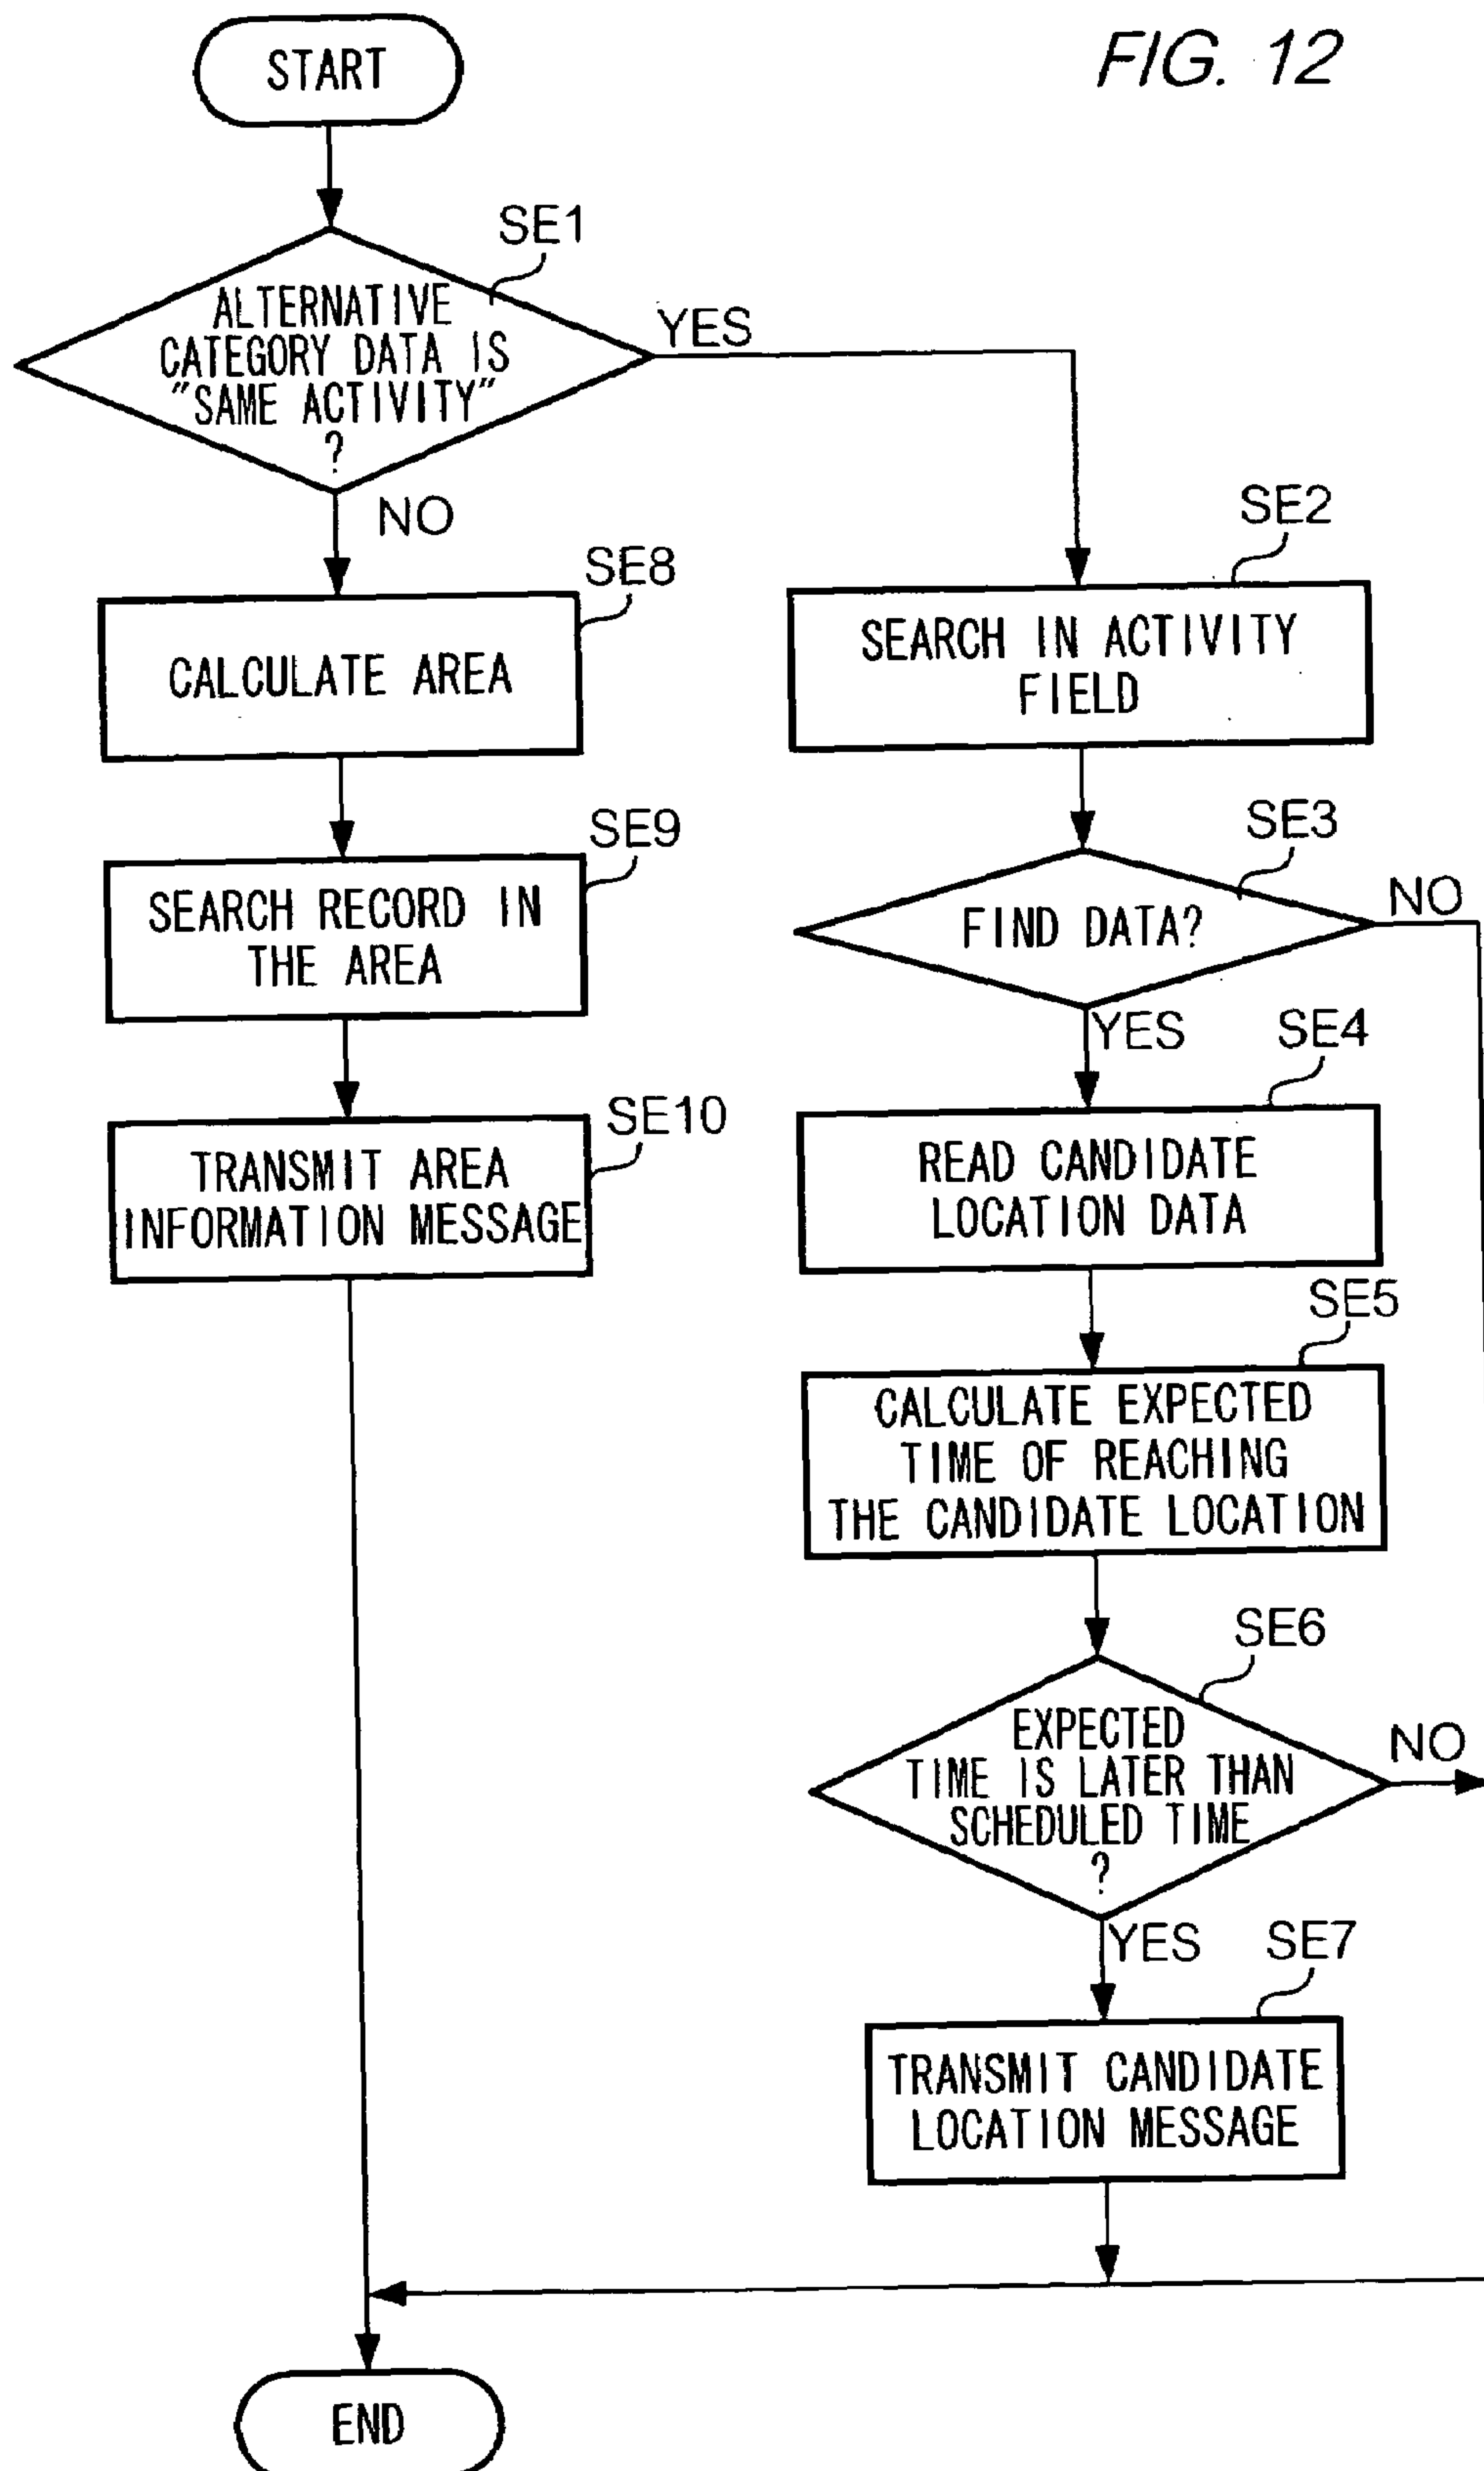 FIG. 12
START
SE1
ALTERNATIVE
CATEGORY DATA IS
"SAME ACTIVITY"
?
YES
NO
SE8
CALCULATE AREA
SE9
SEARCH RECORD IN
THE AREA
SE10
TRANSMIT AREA
INFORMATION MESSAGE
SE2
SEARCH IN ACTIVITY
FIELD
SE3
FIND DATA?
NO
YES
SE4
READ CANDIDATE
LOCATION DATA
SE5
CALCULATE EXPECTED
TIME OF REACHING
THE CANDIDATE LOCATION
SE6
EXPECTED
TIME IS LATER THAN
SCHEDULED TIME
?
NO
YES
SE7
TRANSMIT CANDIDATE
LOCATION MESSAGE
END